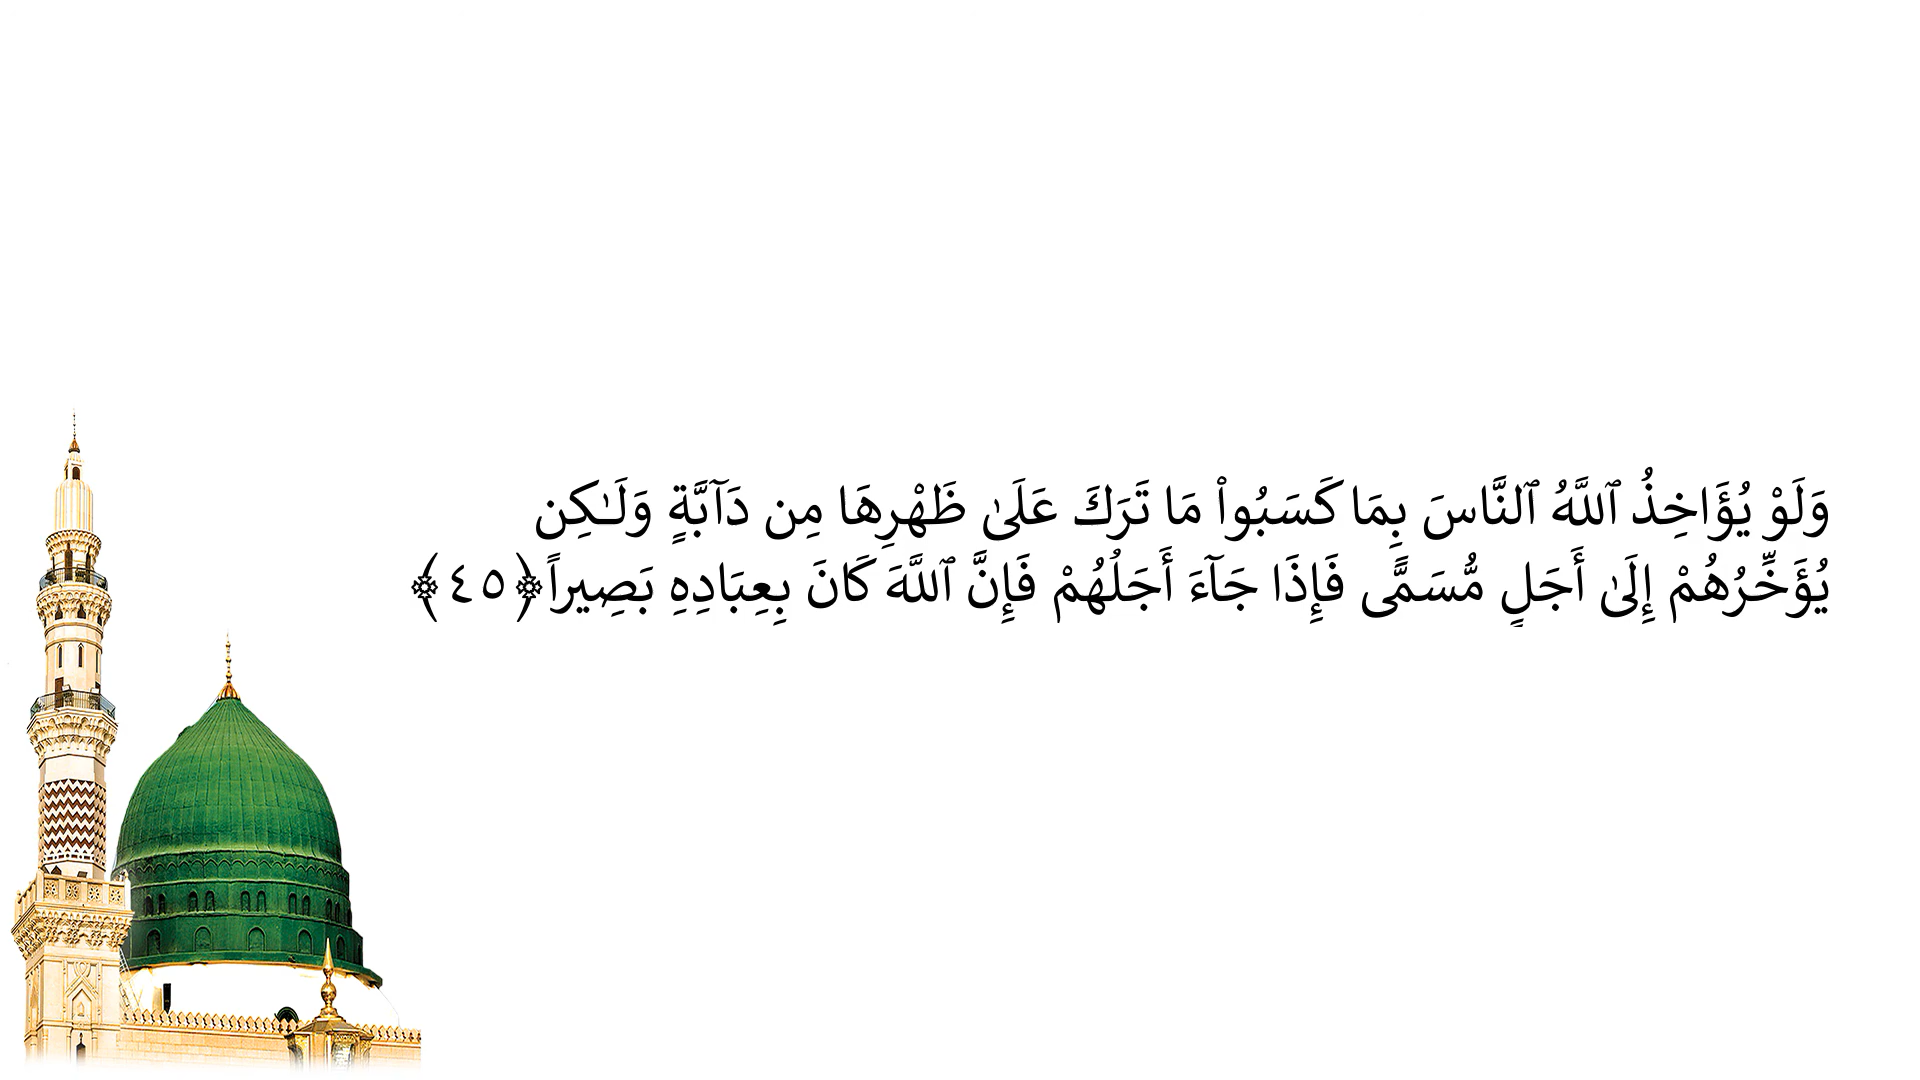 وَلَوْ يُؤَاخِذُ ٱللَّهُ ٱلنَّاسَ بِمَا كَسَبُوا۟ مَا تَرَكَ عَلَىٰ ظَهْرِهَا مِن دَآبَّةٍ وَلَـٰكِن
يُؤَخِّرُهُمْ إِلَىٰ أَجَلٍ مُّسَمًّى فَإِذَا جَآءَ أَجَلُهُمْ فَإِنَّ ٱللَّهَ كَانَ بِعِبَادِهِ بَصِيراً ﴿٤٥﴾